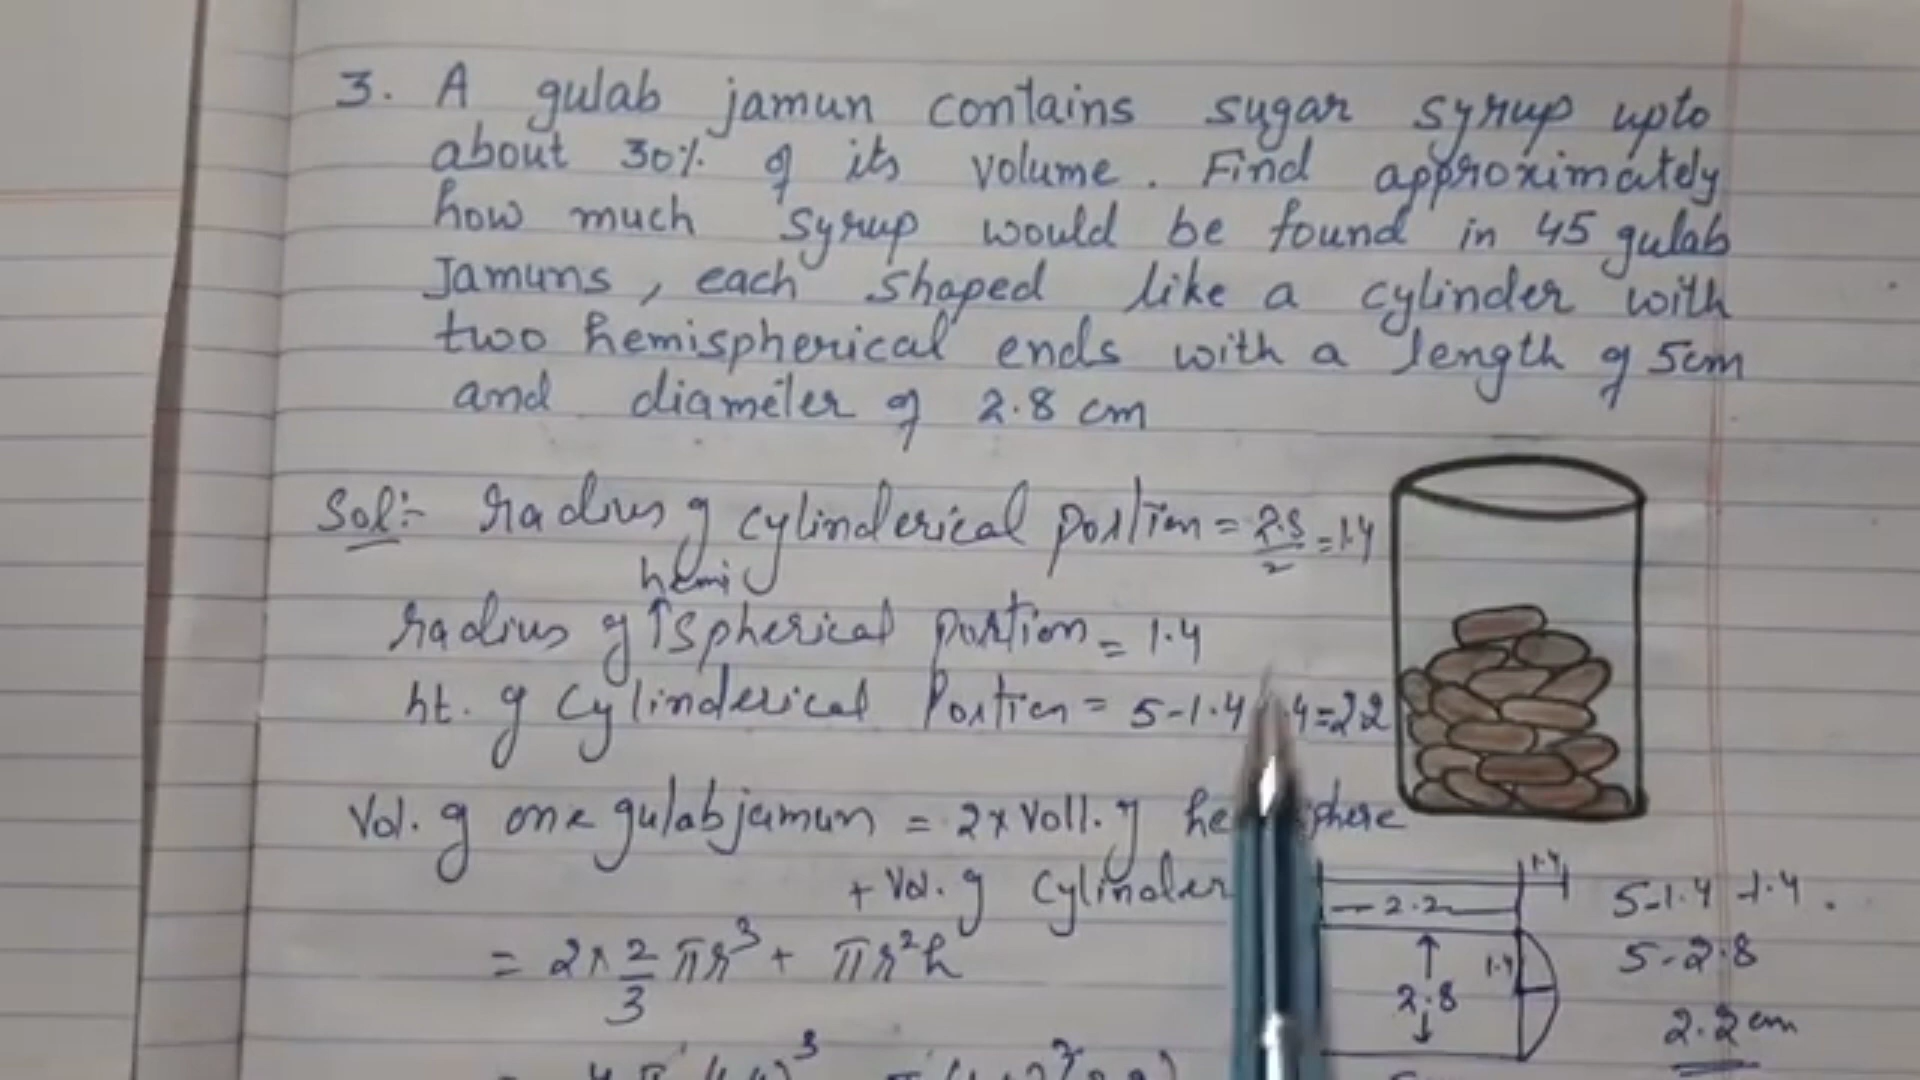 3. A gulab jamun contains sugar syrup upto
about 30% of its volume. Find approximately
how much syrup would be found in 45 gulab
Jamuns, each shaped like a cylinder with
two hemispherical ends with a length of 5cm
and diameter of 2.8 cm
Sol:- radius of cylinderical portion = 2.8/2 = 1.4
hemi
radius of ↑ spherical portion = 1.4
ht. of cylinderical Portion = 5-1.4 .4=2.2
Vol. of one gulabjamun = 2× Voll. of he sphere
+ Vol. of cylinder
= 2×2/3 πr³ + πr²h
1.4
2.2
1.4
2.8
5-1.4-1.4.
5-2.8
2.2 cm